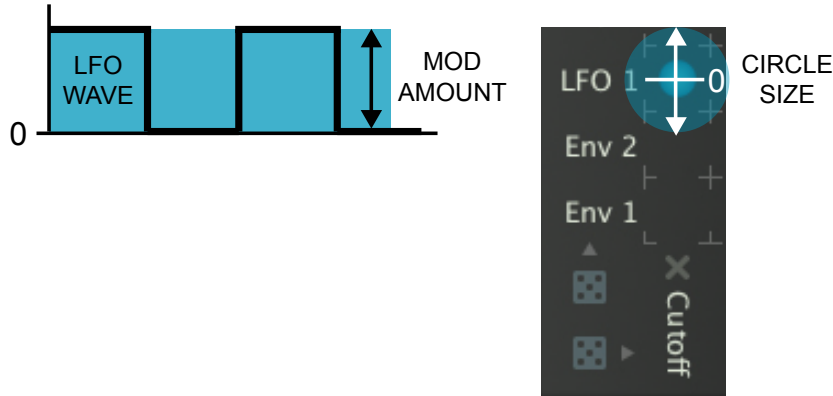 LFO
WAVE
MOD
AMOUNT
0
LFO 1
0
CIRCLE
SIZE
Env 2
Env 1
Cutoff